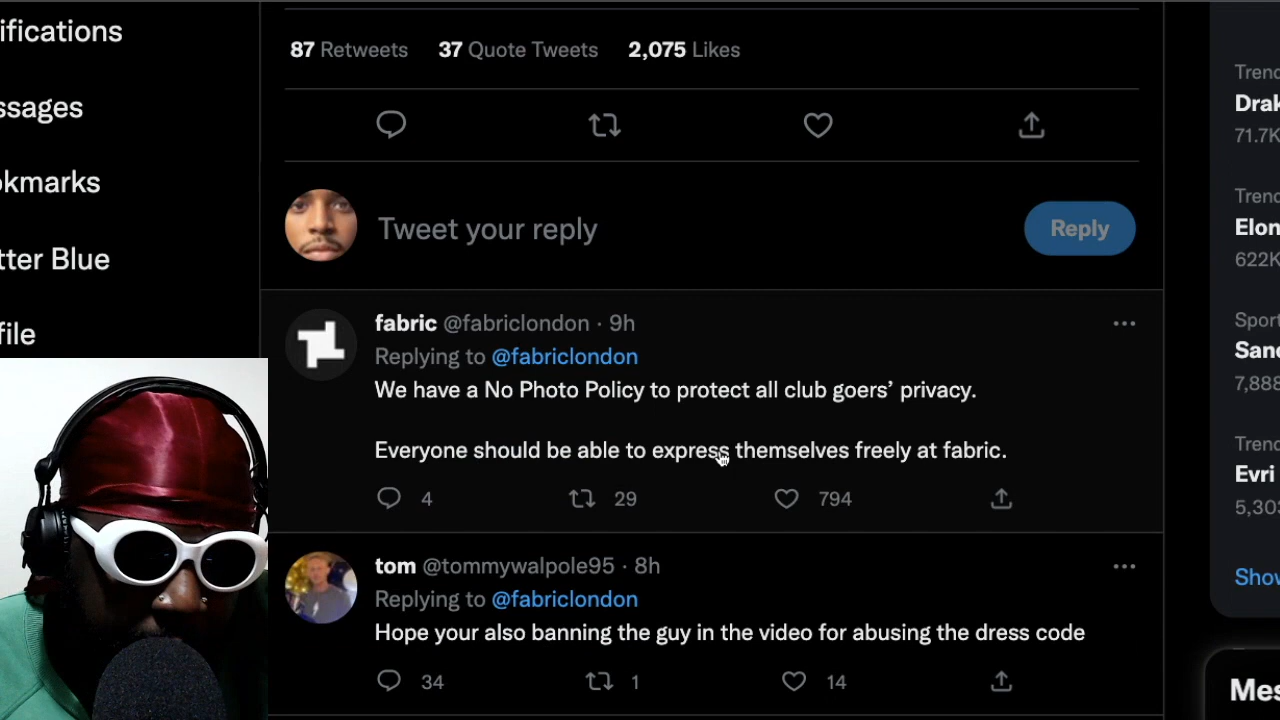 ifications
ssages
okmarks
tter Blue
file
87 Retweets 37 Quote Tweets 2,075 Likes
Tweet your reply
Reply
fabric @fabriclondon · 9h
Replying to @fabriclondon
We have a No Photo Policy to protect all club goers’ privacy.
Everyone should be able to express themselves freely at fabric.
4 29 794
tom @tommywalpole95 · 8h
Replying to @fabriclondon
Hope your also banning the guy in the video for abusing the dress code
34 1 14
Trend
Drak
71.7K
Trend
Elon
622K
Sport
Sand
7,888
Trend
Evri
5,303
Show
Mes